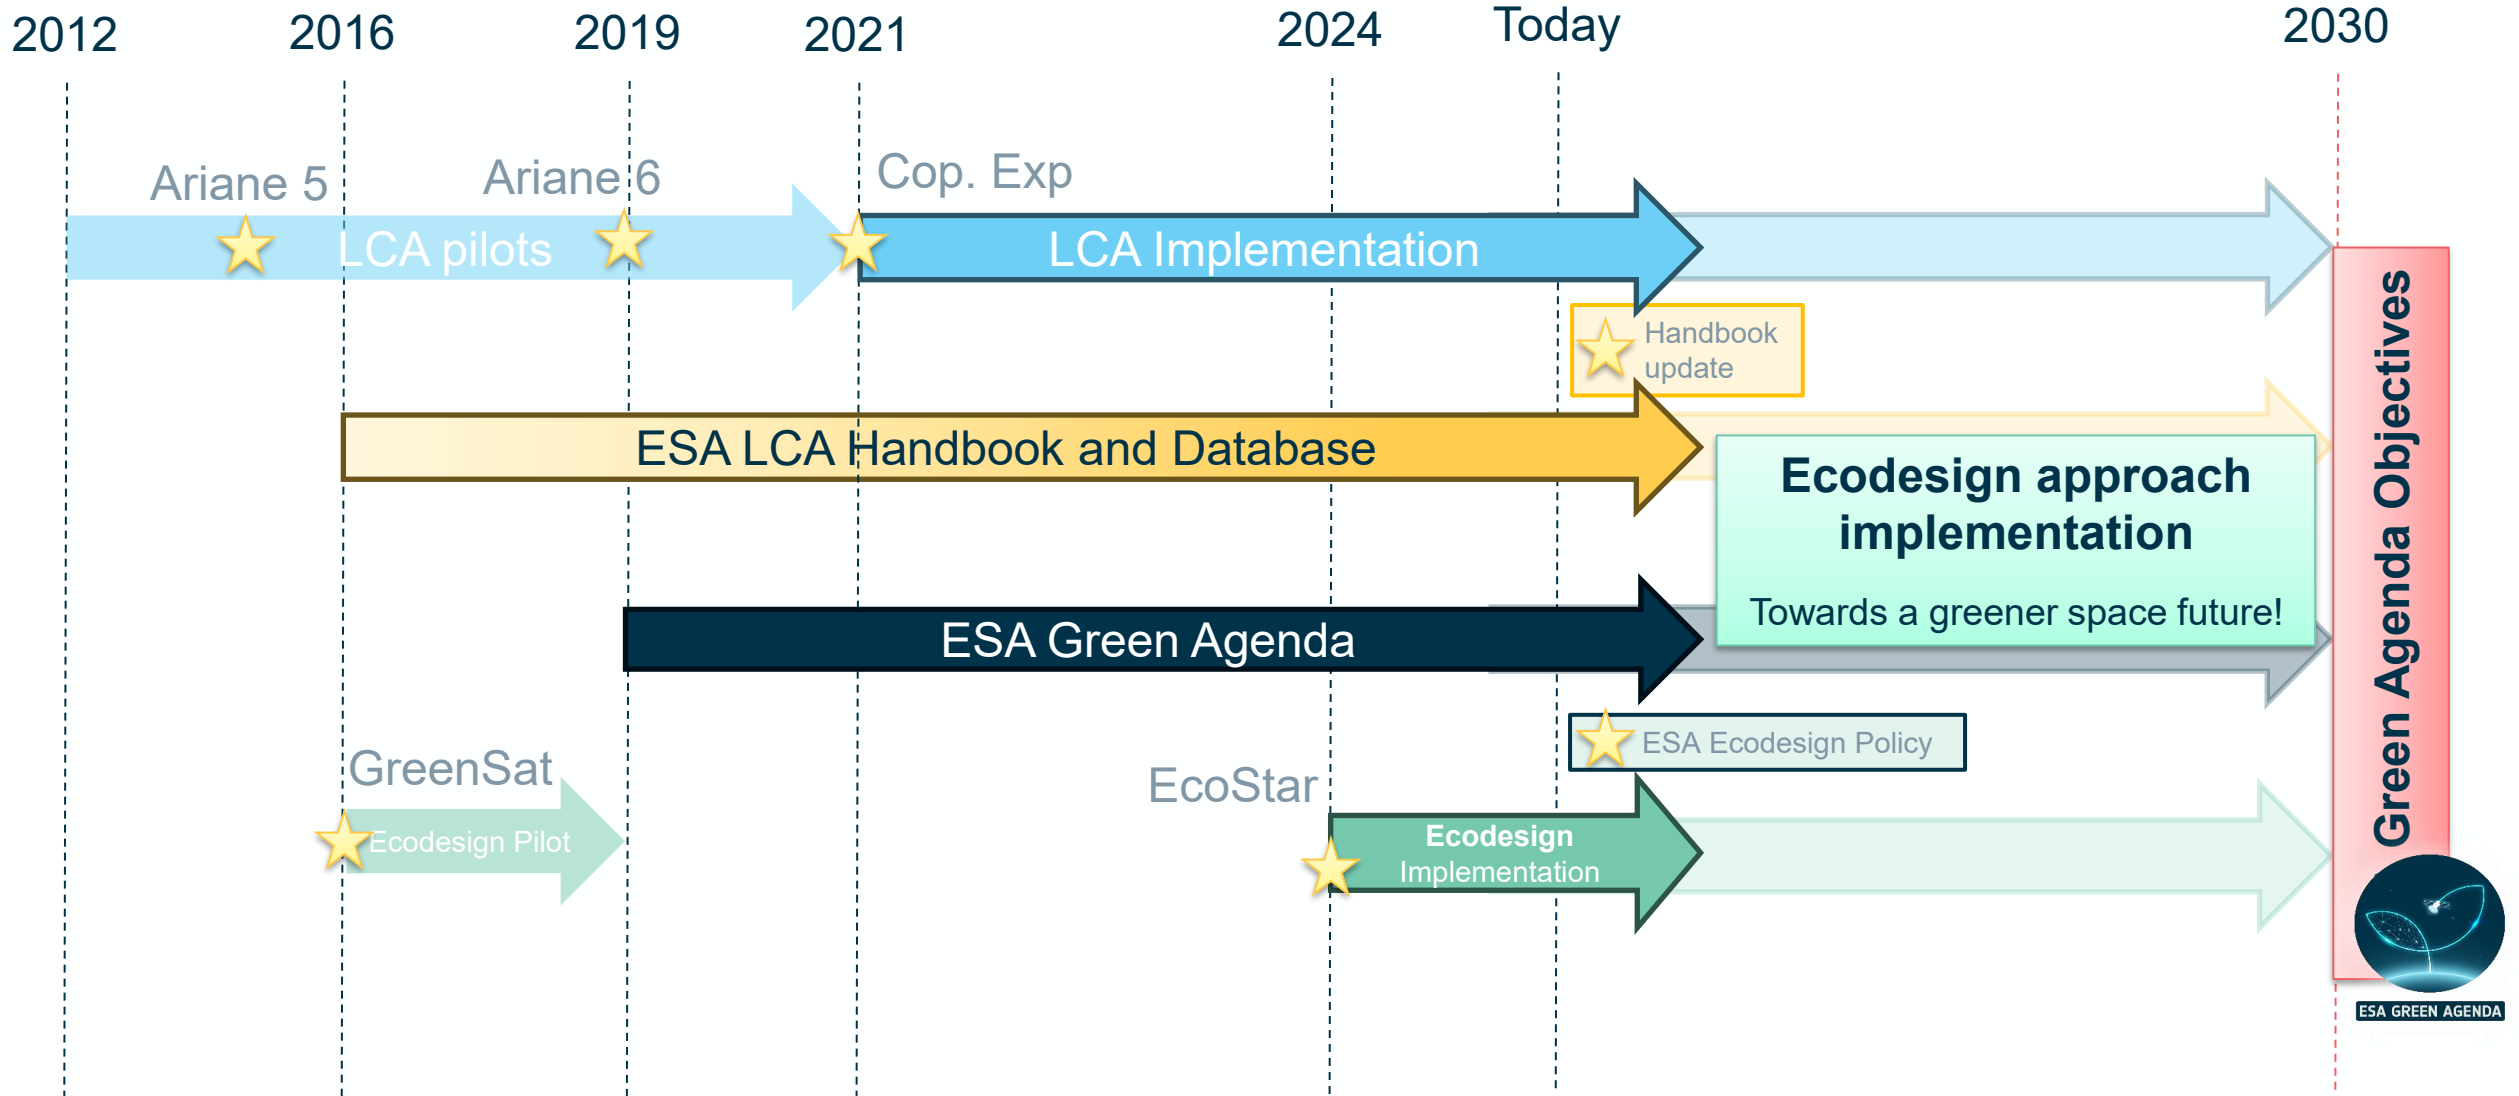 2012
2016
2019
2021
2024
Today
2030
Ariane 5
Ariane 6
Cop. Exp
LCA pilots
LCA Implementation
Handbook
update
ESA LCA Handbook and Database
Ecodesign approach
implementation
Towards a greener space future!
ESA Green Agenda
Green Agenda Objectives
ESA Ecodesign Policy
GreenSat
EcoStar
Ecodesign Pilot
Ecodesign
Implementation
ESA GREEN AGENDA